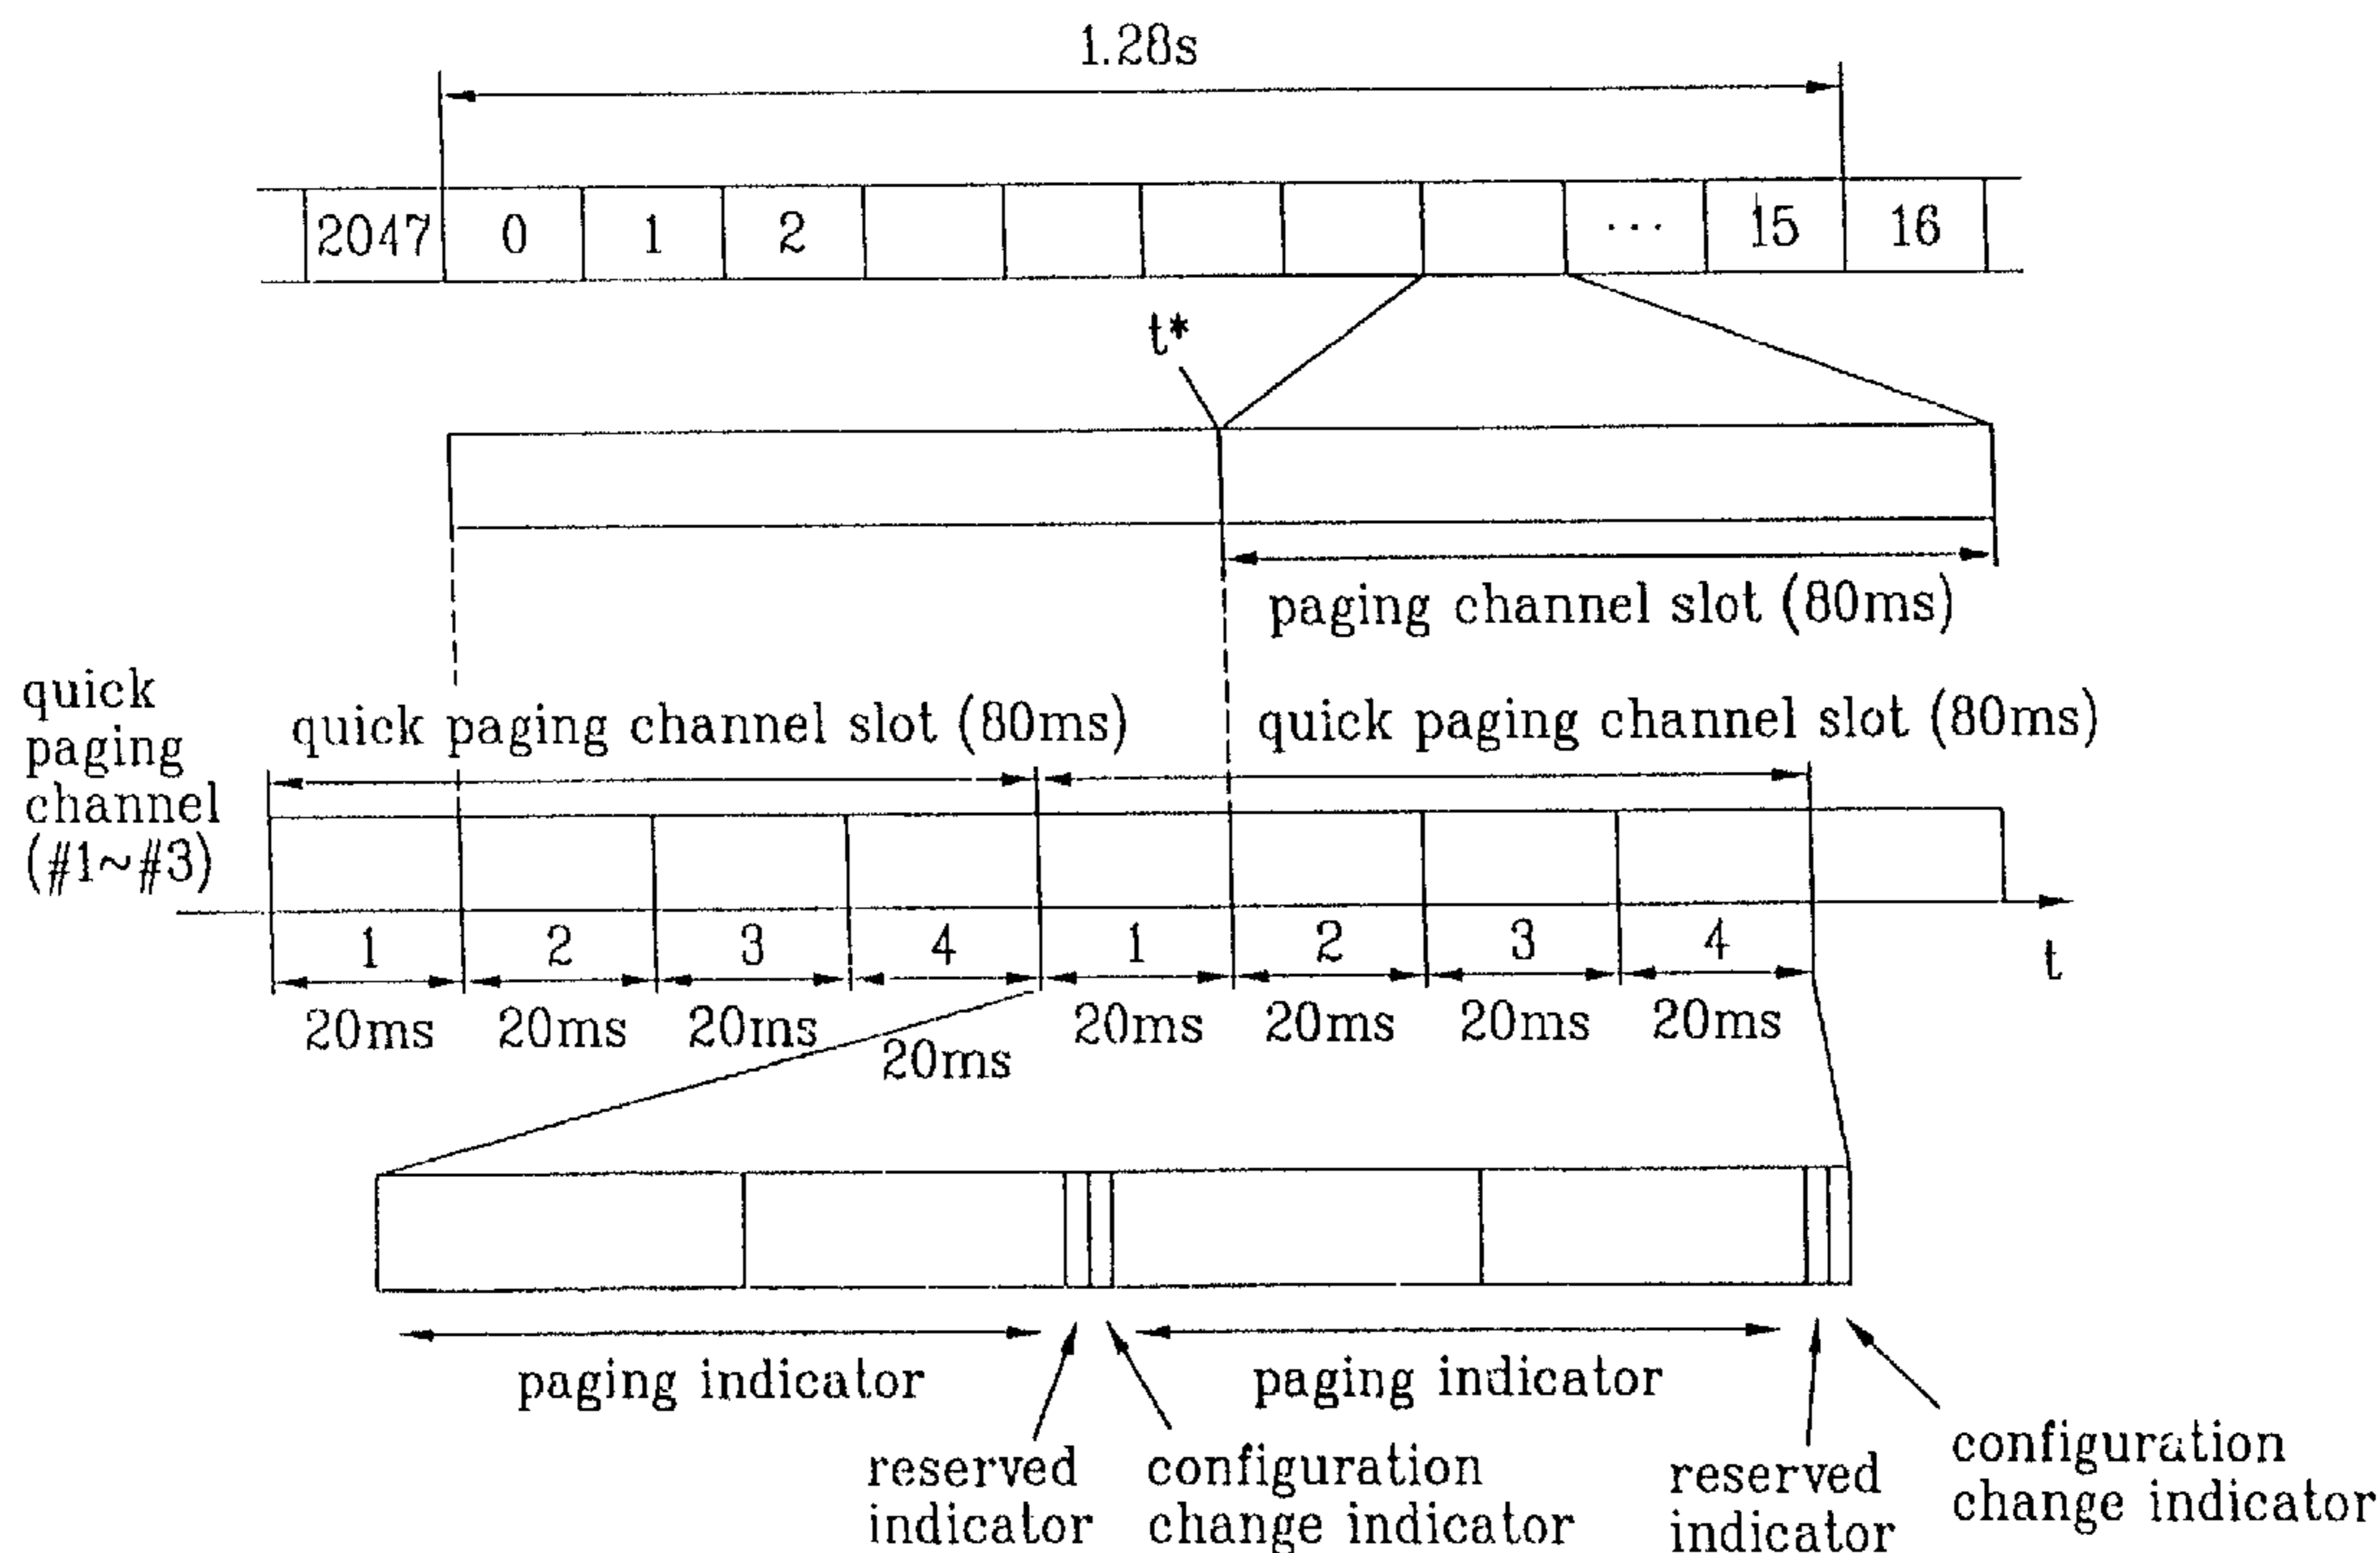 1.28s
2047 0 1 2 ... 15 16
t*
paging channel slot (80ms)
quick
paging
channel
(#1~#3)
quick paging channel slot (80ms)
quick paging channel slot (80ms)
1 2 3 4 1 2 3 4
t
20ms 20ms 20ms 20ms 20ms 20ms 20ms 20ms
paging indicator
paging indicator
reserved
indicator
configuration
change indicator
reserved
indicator
configuration
change indicator